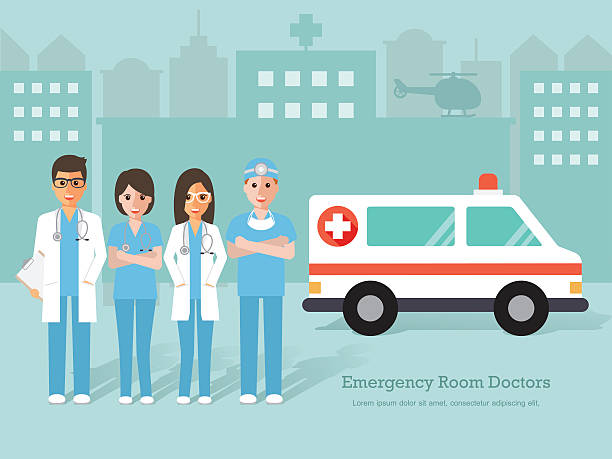 Emergency Room Doctors
Lorem ipsum dolor sit amet, consectetur adipiscing elit.